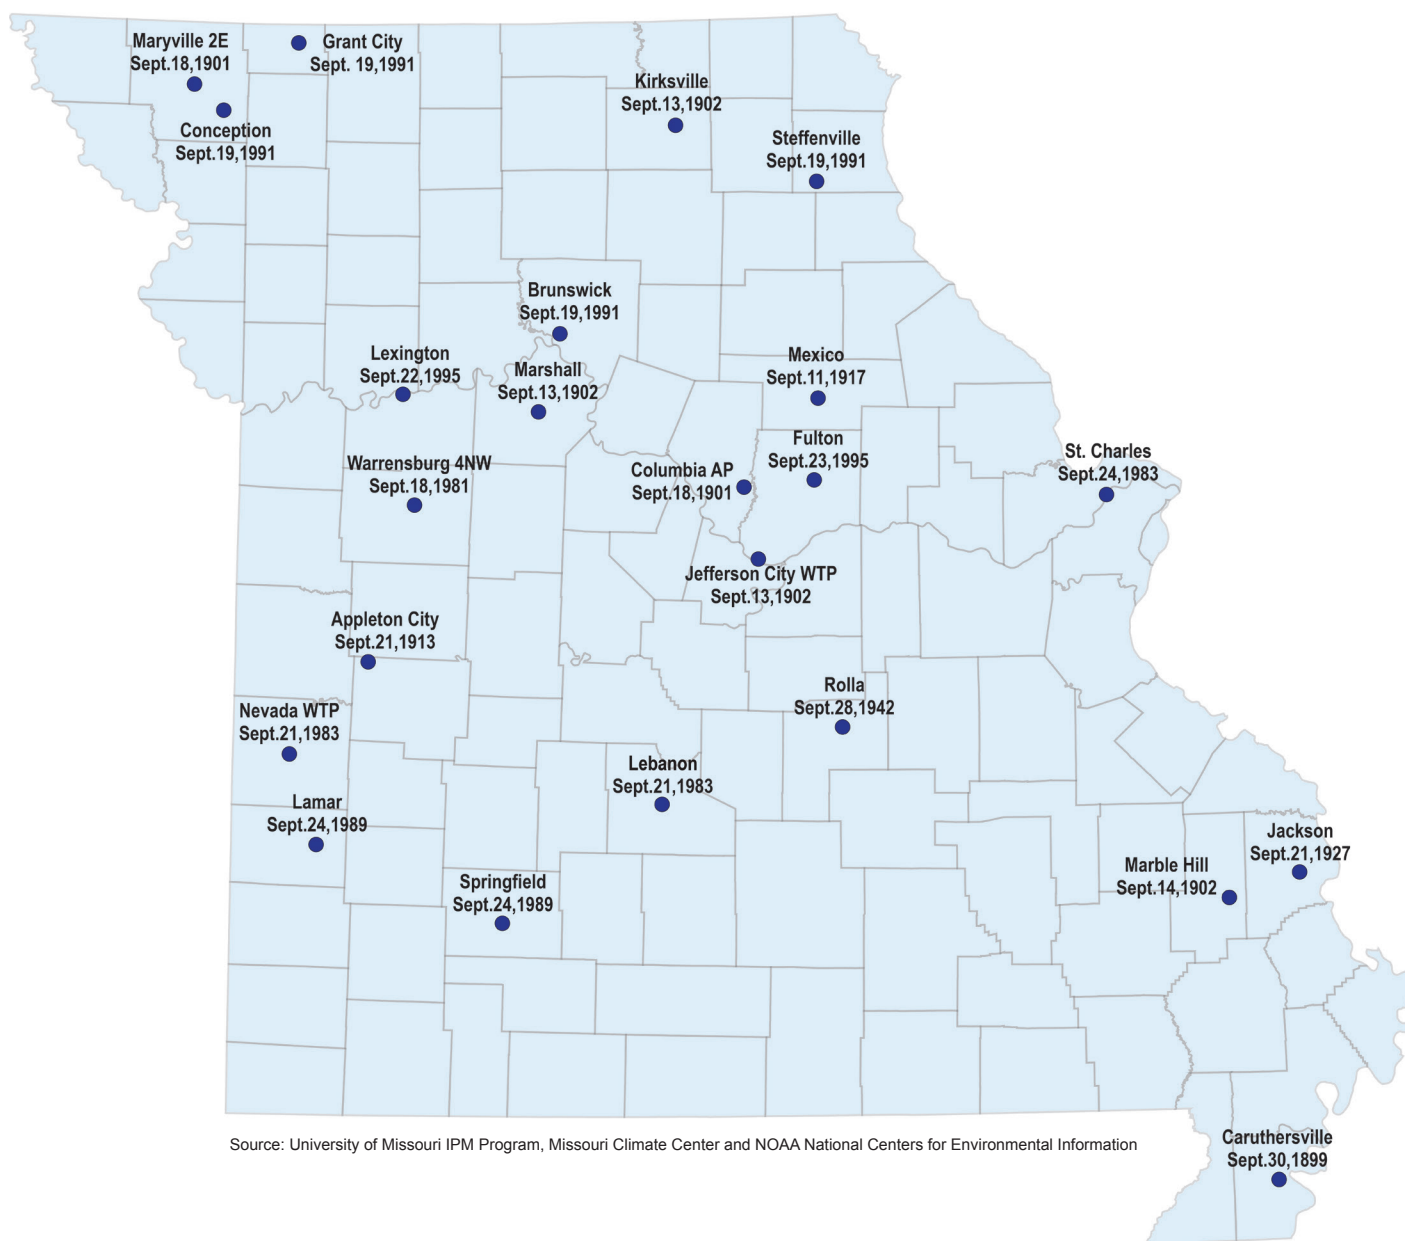 Maryville 2E
Sept.18,1901
Grant City
Sept. 19,1991
Conception
Sept.19,1991
Kirksville
Sept.13,1902
Steffenville
Sept.19,1991
Brunswick
Sept.19,1991
Lexington
Sept.22,1995
Marshall
Sept.13,1902
Mexico
Sept.11,1917
Fulton
Sept.23,1995
St. Charles
Sept.24,1983
Warrensburg 4NW
Sept.18,1981
Columbia AP
Sept.18,1901
Jefferson City WTP
Sept.13,1902
Appleton City
Sept.21,1913
Rolla
Sept.28,1942
Nevada WTP
Sept.21,1983
Lebanon
Sept.21,1983
Lamar
Sept.24,1989
Springfield
Sept.24,1989
Jackson
Sept.21,1927
Marble Hill
Sept.14,1902
Caruthersville
Sept.30,1899
Source: University of Missouri IPM Program, Missouri Climate Center and NOAA National Centers for Environmental Information